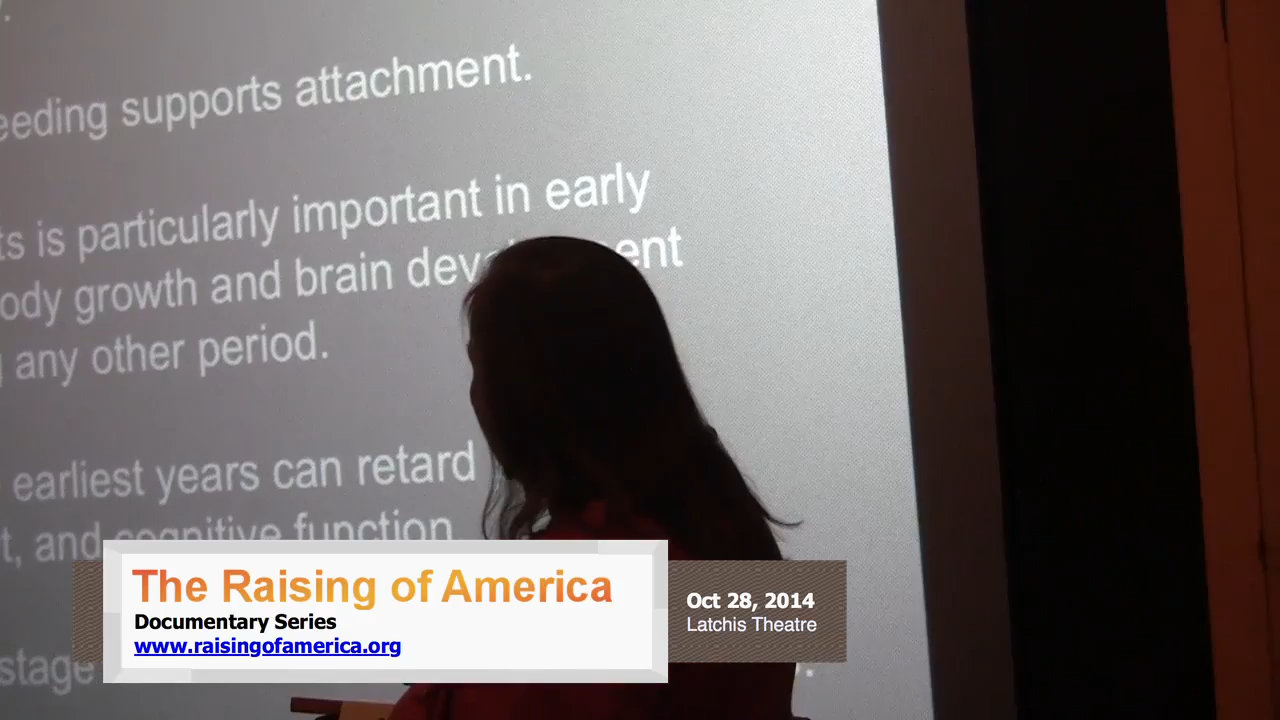 eeding supports attachment.
ts is particularly important in early
ody growth and brain deve ent
any other period.
earliest years can retard
t, and cognitive function
stage
The Raising of America
Documentary Series
www.raisingofamerica.org
Oct 28, 2014
Latchis Theatre